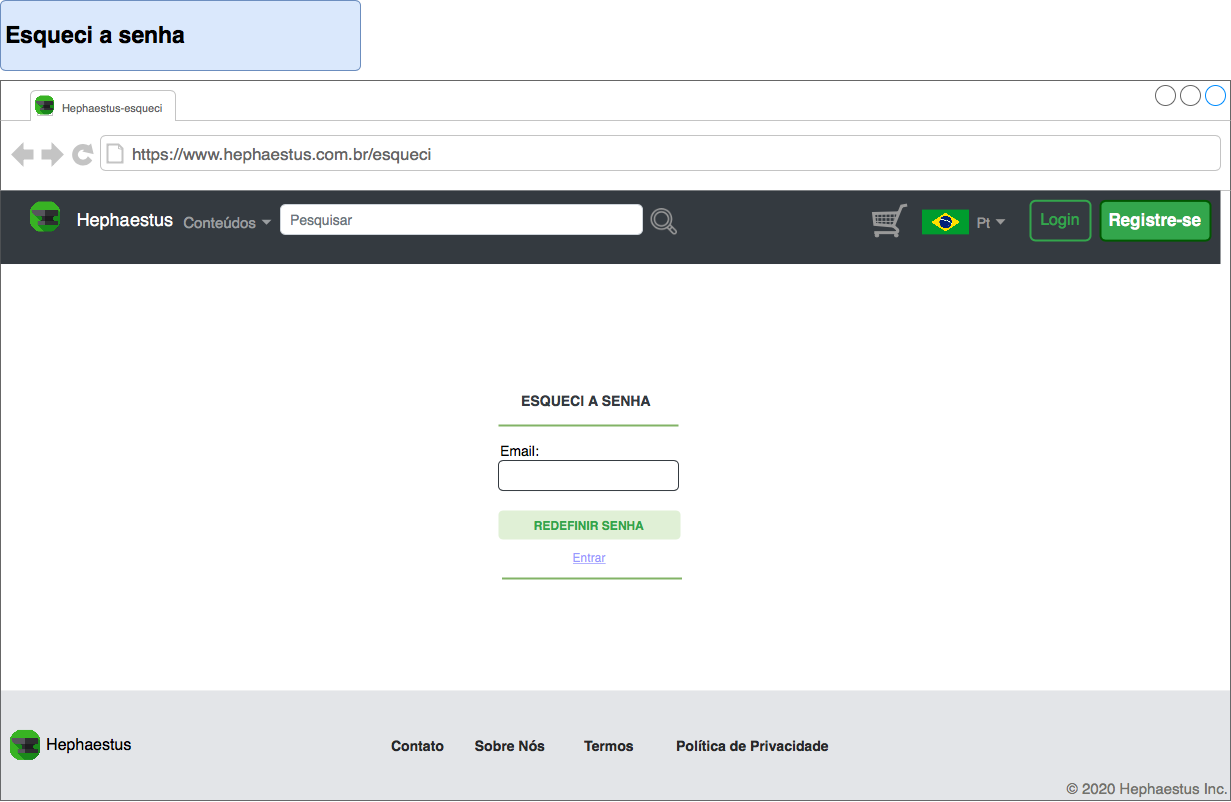 Esqueci a senha
Hephaestus-esqueci
https://www.hephaestus.com.br/esqueci
Hephaestus Conteúdos Pesquisar Pt Login Registre-se
ESQUECI A SENHA
Email:
REDEFINIR SENHA
Entrar
Hephaestus Contato Sobre Nós Termos Política de Privacidade
© 2020 Hephaestus Inc.